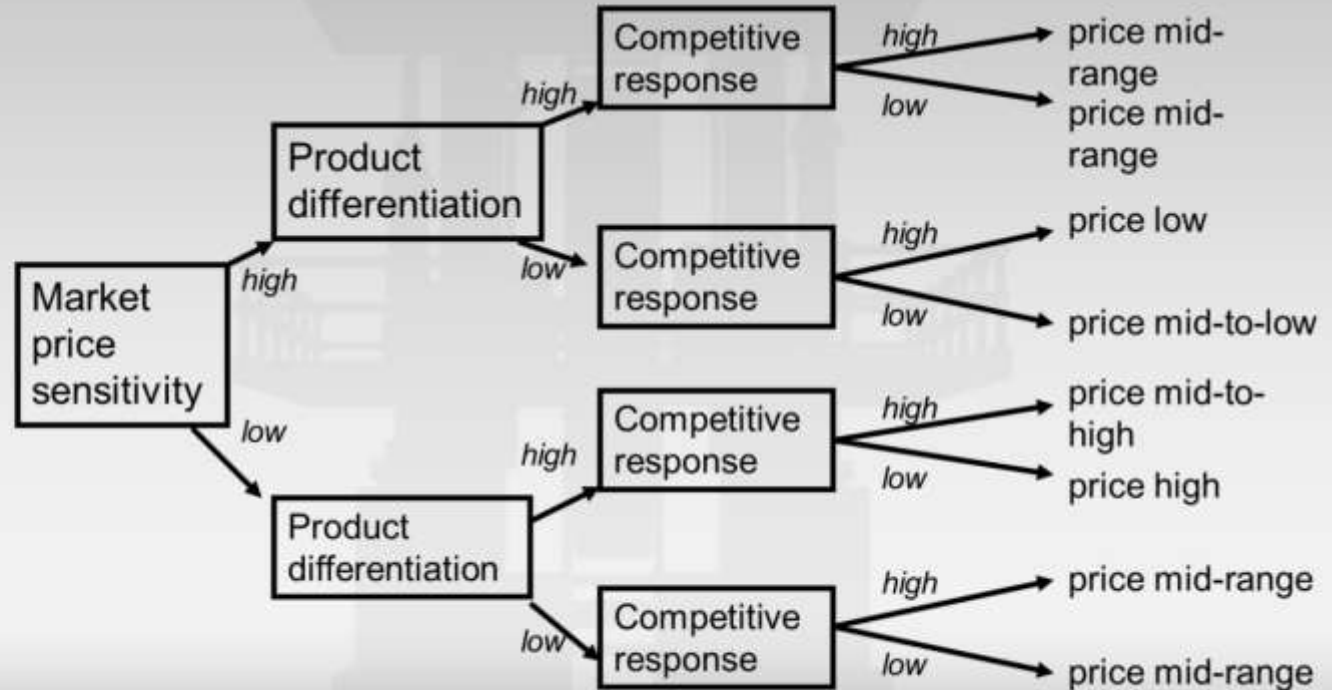 Market
price
sensitivity
high
low
Product
differentiation
high
low
Product
differentiation
high
low
Competitive
response
high
low
price mid-
range
price mid-
range
Competitive
response
high
low
price low
price mid-to-low
Competitive
response
high
low
price mid-to-
high
price high
Competitive
response
high
low
price mid-range
price mid-range